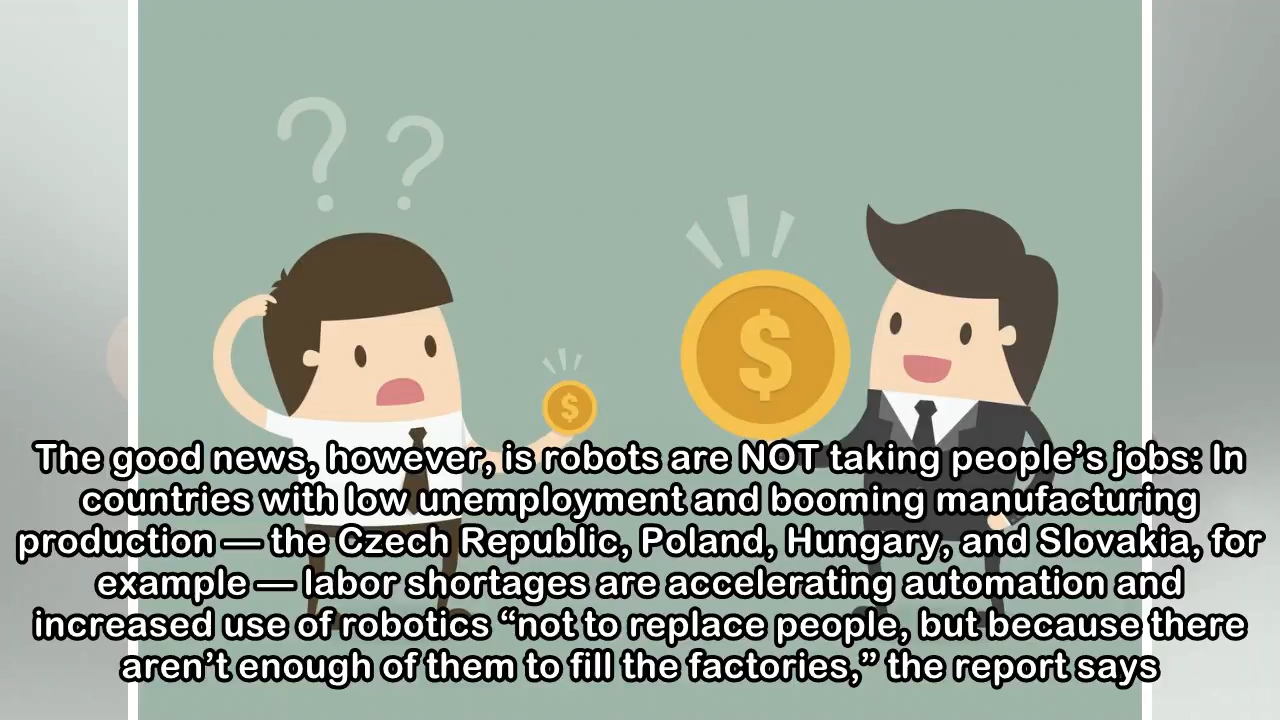 ? ?
$ $
The good news, however, is robots are NOT taking people’s jobs: In
countries with low unemployment and booming manufacturing
production — the Czech Republic, Poland, Hungary, and Slovakia, for
example — labor shortages are accelerating automation and
increased use of robotics “not to replace people, but because there
aren’t enough of them to fill the factories,” the report says